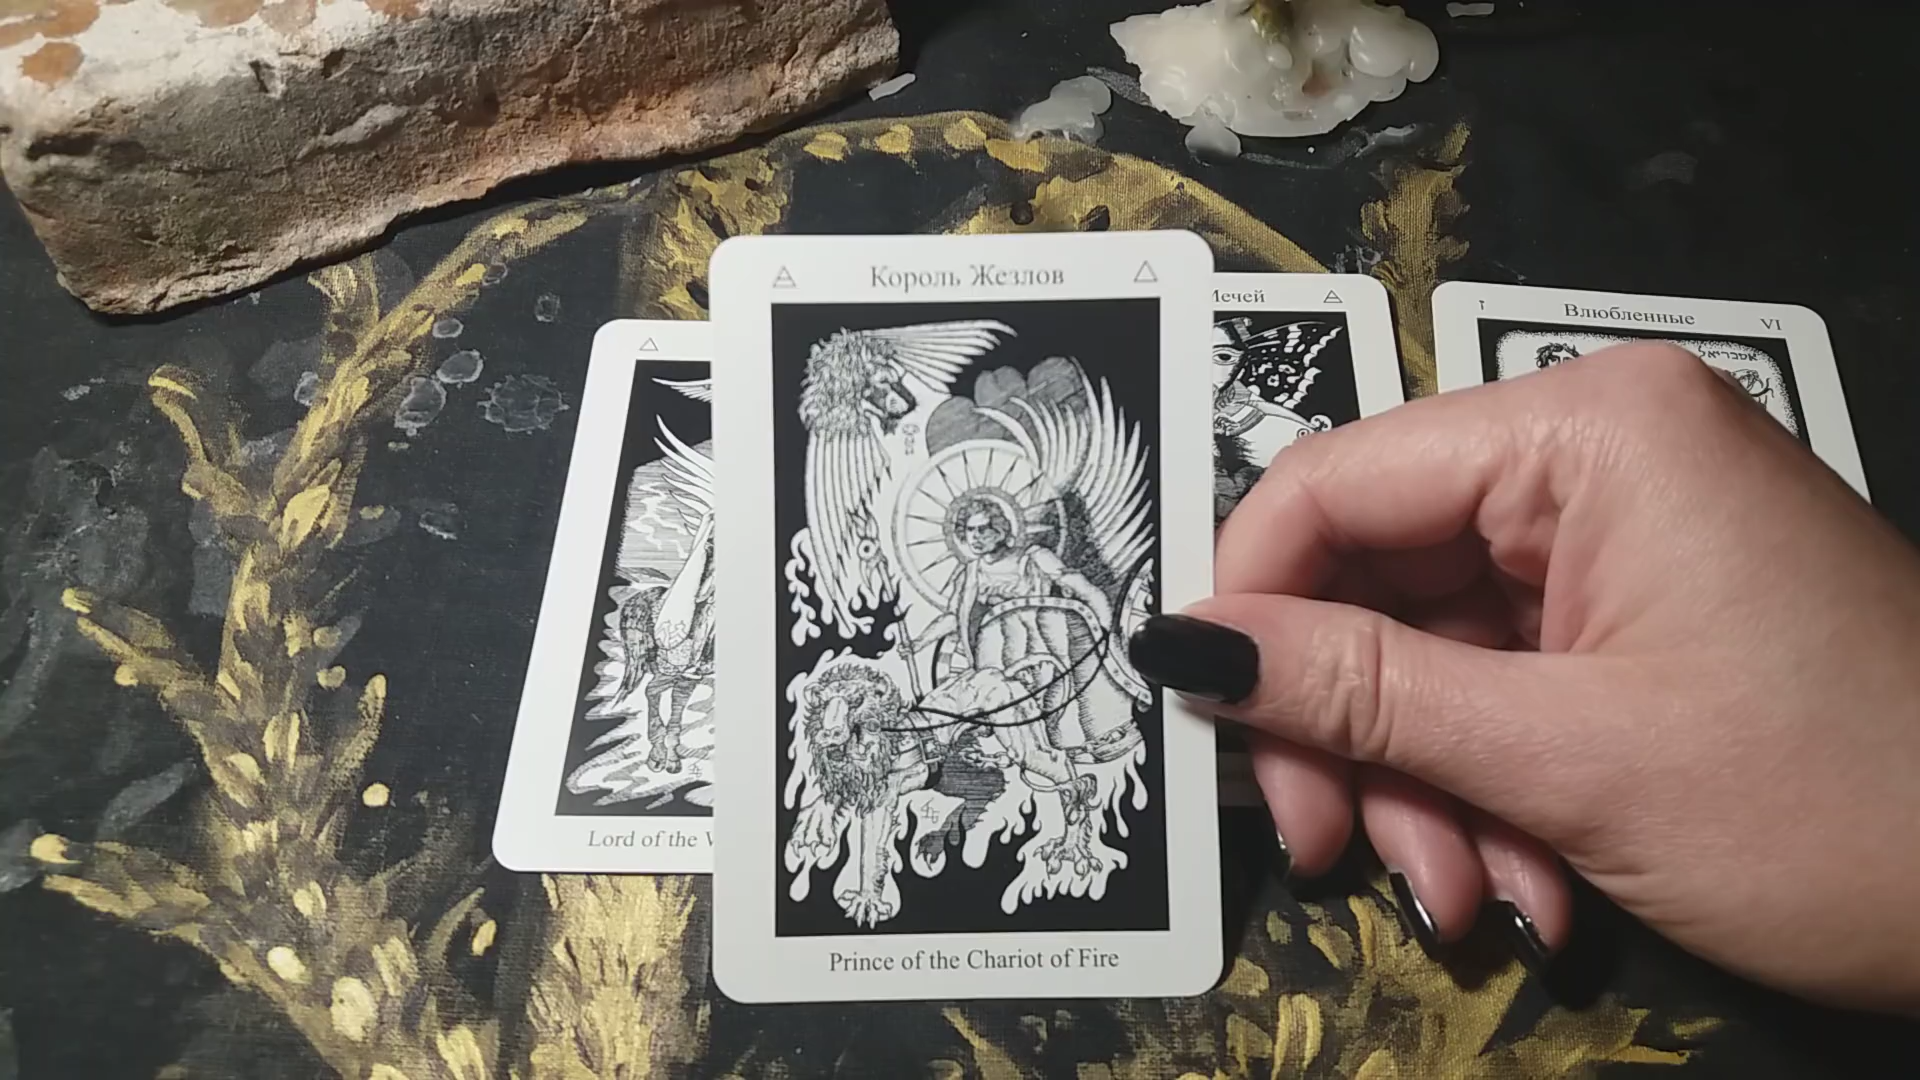 Король Жезлов
Мечей
Влюбленные
VI
ז
Lord of the
Prince of the Chariot of Fire